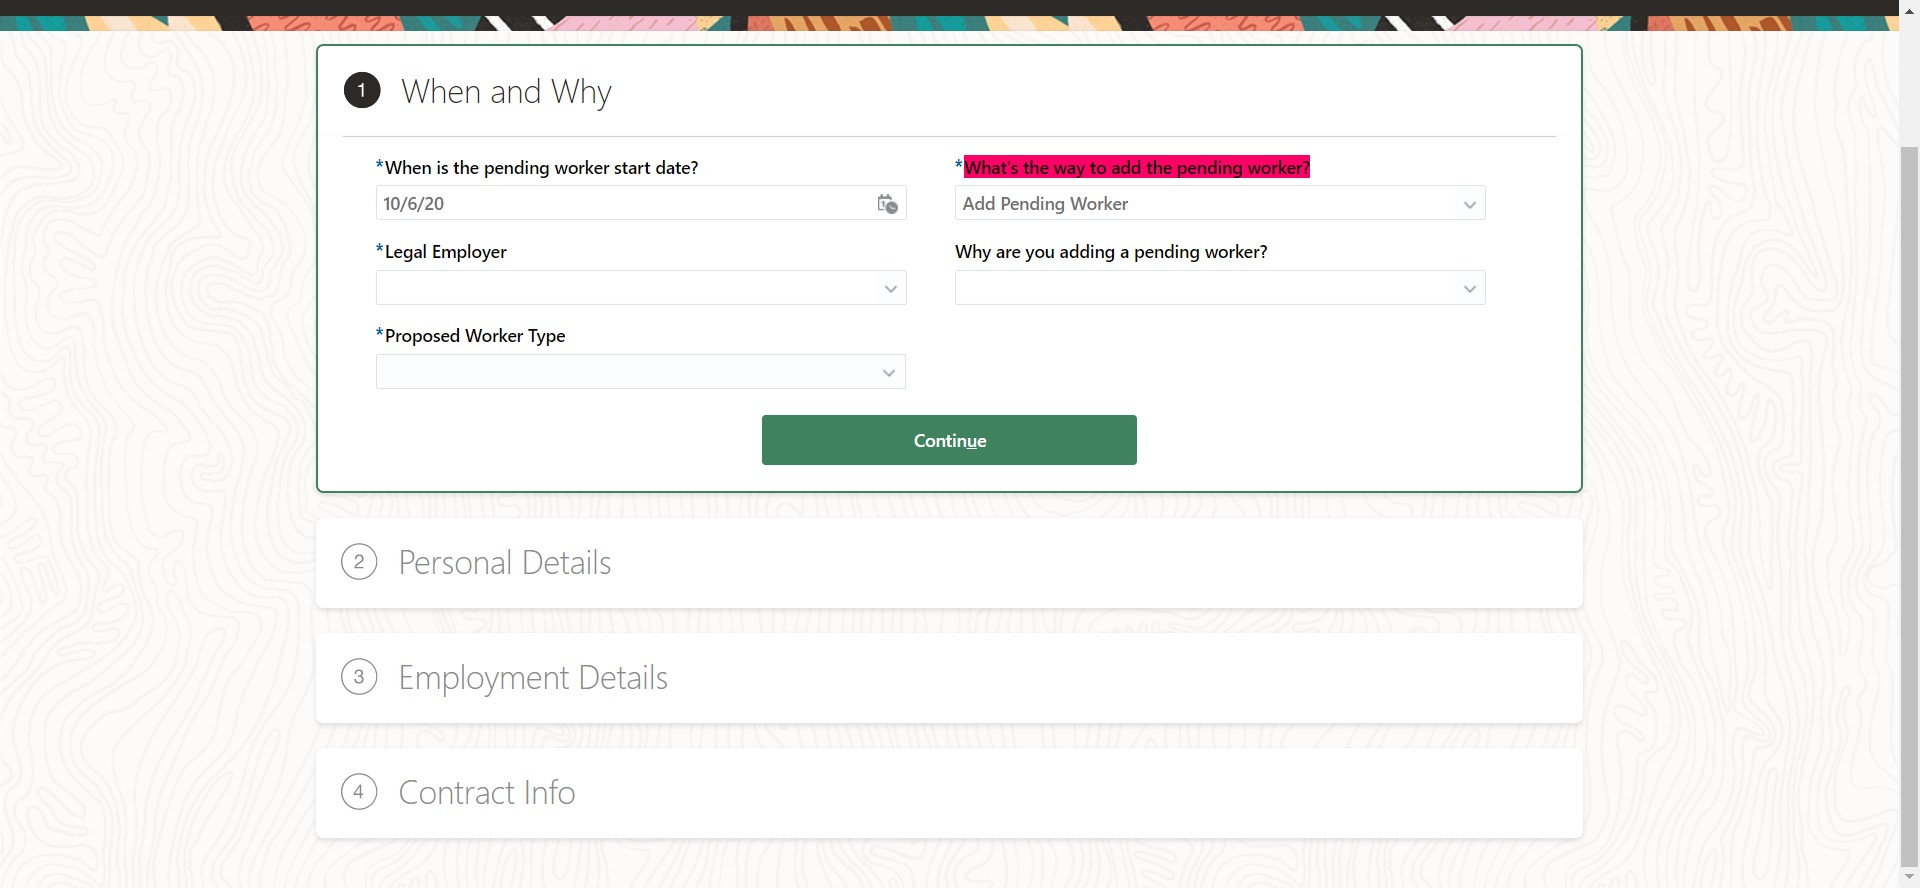 1 When and Why
*When is the pending worker start date?
*What's the way to add the pending worker?
10/6/20
Add Pending Worker
*Legal Employer
Why are you adding a pending worker?
*Proposed Worker Type
Continue
2 Personal Details
3 Employment Details
4 Contract Info